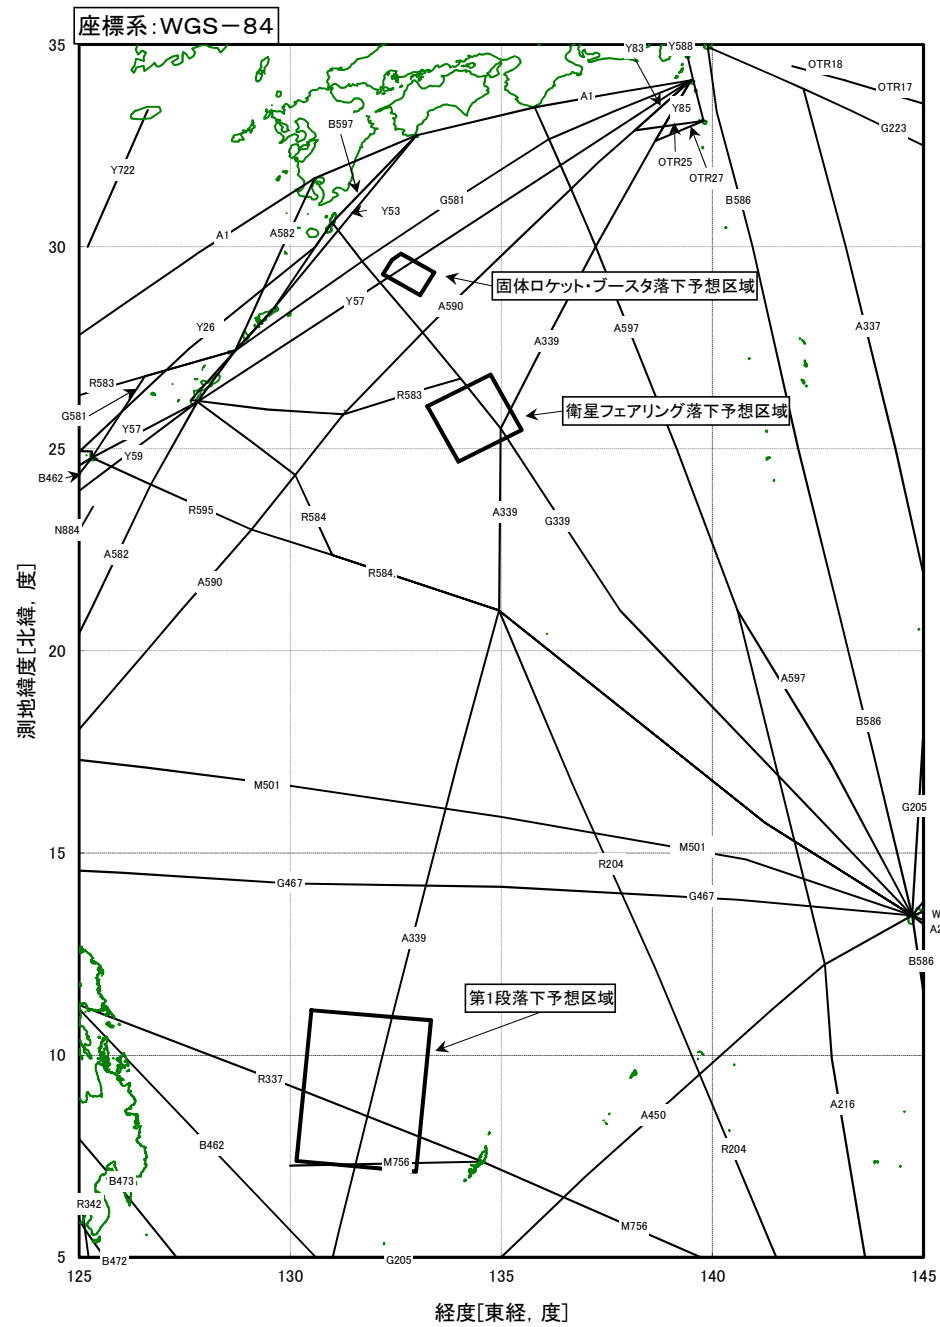 座標系:WGS-84
35
Y83
Y588
OTR18
OTR17
A1
Y85
B597
G223
OTR25
OTR27
Y722
B586
G581
Y53
A1
A582
30
固体ロケット・ブースタ落下予想区域
Y57
A590
A597
A337
Y26
A339
R583
R583
G581
衛星フェアリング落下予想区域
Y57
25
Y59
B462
R595
A339
R584
G339
N884
A582
R584
A590
測地緯度[北緯, 度]
20
A597
B586
M501
G205
M501
15
R204
G467
G467
W
A2
A339
B586
第1段落下予想区域
10
R337
A450
A216
B462
R204
M756
B473
R342
M756
5
B472
G205
125
130
135
140
145
経度[東経, 度]